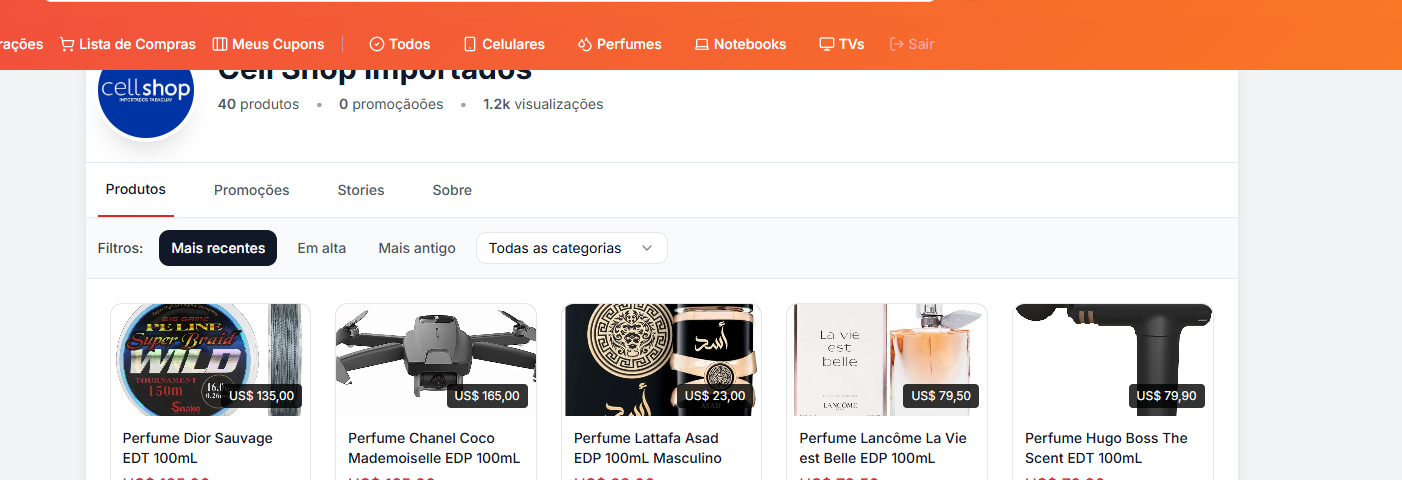 rações Lista de Compras Meus Cupons Todos Celulares Perfumes Notebooks TVs Sair
Cell Shop Importados
cellshop
IMPORTADOS PARAGUAY
40 produtos • 0 promoçãoões • 1.2k visualizações
Produtos Promoções Stories Sobre
Filtros: Mais recentes Em alta Mais antigo Todas as categorias
BIG GAME
PE LINE
Super Braid
WILD
TOURNAMENT
150m
Snake
US$ 135,00
Perfume Dior Sauvage
EDT 100mL
US$ 165,00
Perfume Chanel Coco
Mademoiselle EDP 100mL
أسد
أسد
ASAD
US$ 23,00
Perfume Lattafa Asad
EDP 100mL Masculino
La vie
est
belle
LANCÔME
US$ 79,50
Perfume Lancôme La Vie
est Belle EDP 100mL
US$ 79,90
Perfume Hugo Boss The
Scent EDT 100mL